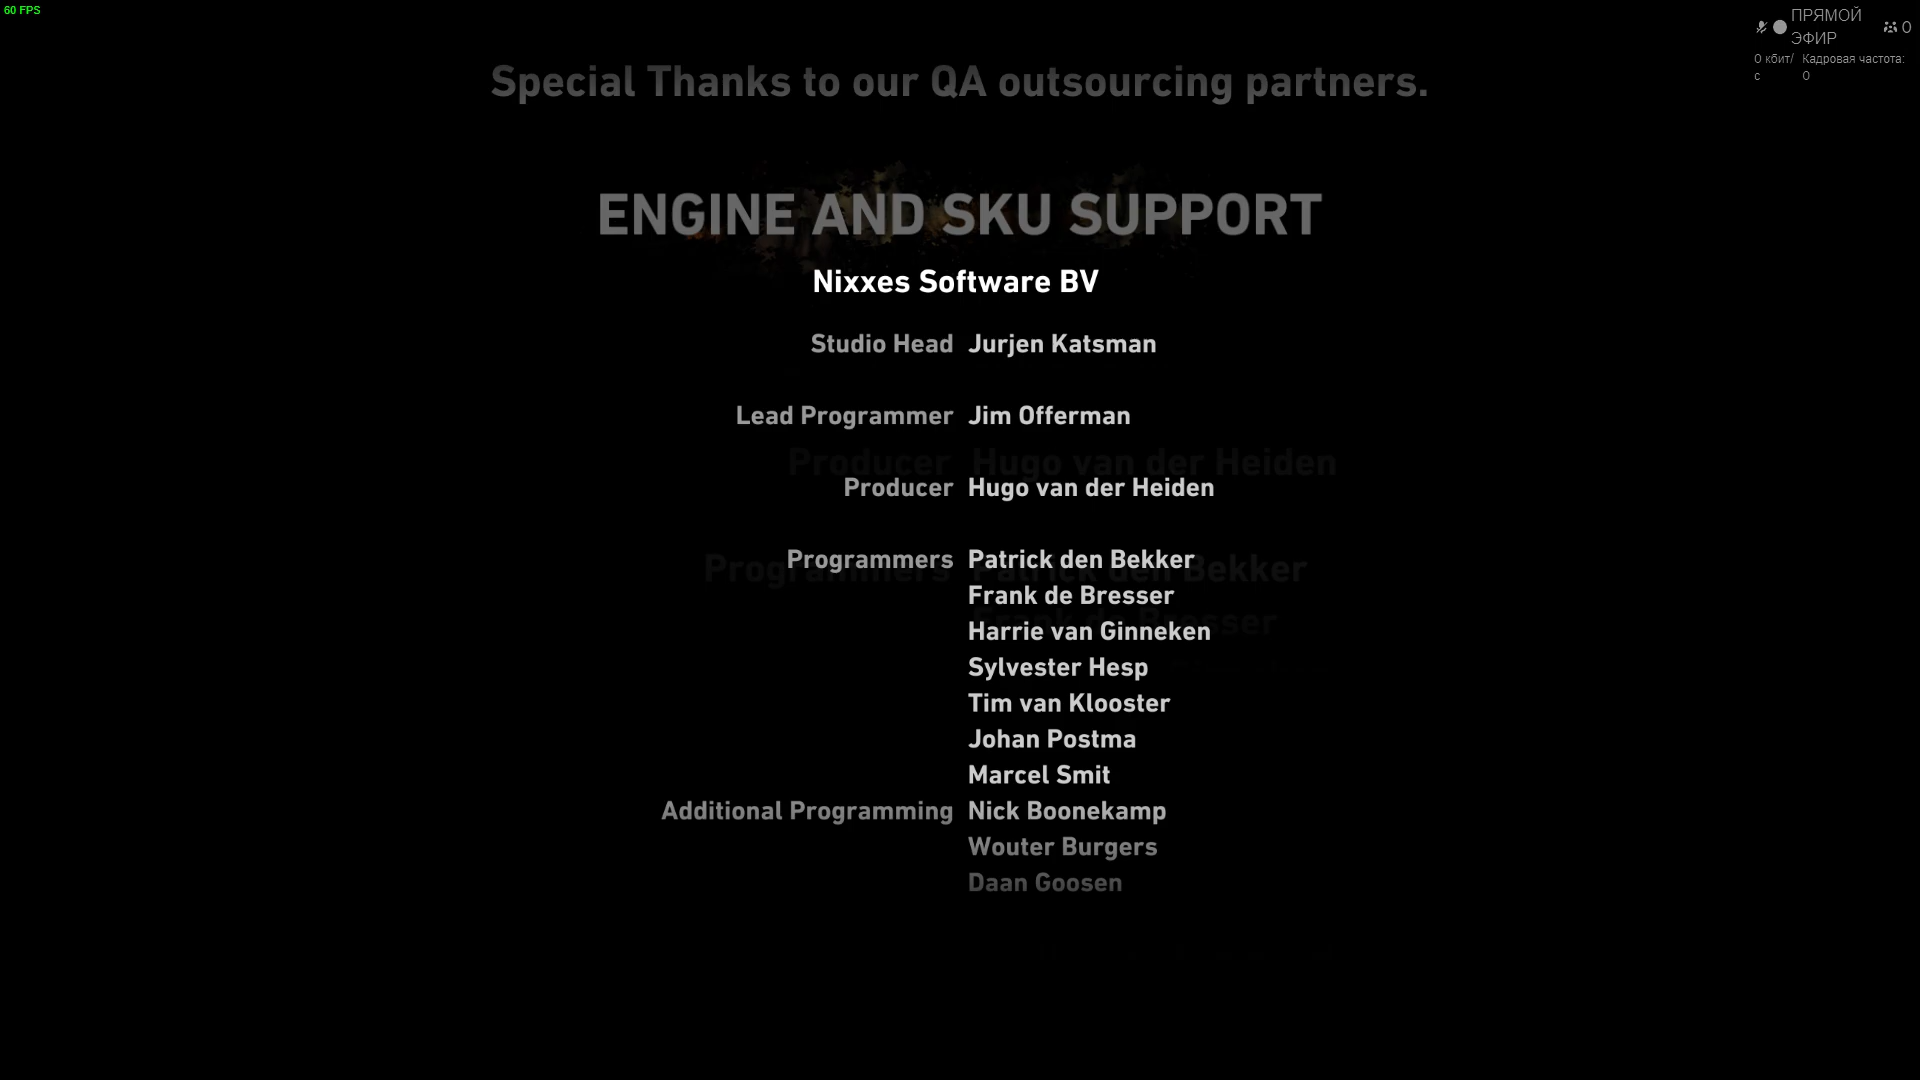 60 FPS
ПРЯМОЙ
ЭФИР
0
0 кбит/с
Кадровая частота: 0
Special Thanks to our QA outsourcing partners.
ENGINE AND SKU SUPPORT
Nixxes Software BV
Studio Head Jurjen Katsman
Lead Programmer Jim Offerman
Producer Hugo van der Heiden
Producer Hugo van der Heiden
Programmers Patrick den Bekker
Programmers Patrick den Bekker
Frank de Bresser
Frank de Bresser
Harrie van Ginneken
Sylvester Hesp
Tim van Klooster
Johan Postma
Marcel Smit
Additional Programming Nick Boonekamp
Wouter Burgers
Daan Goosen